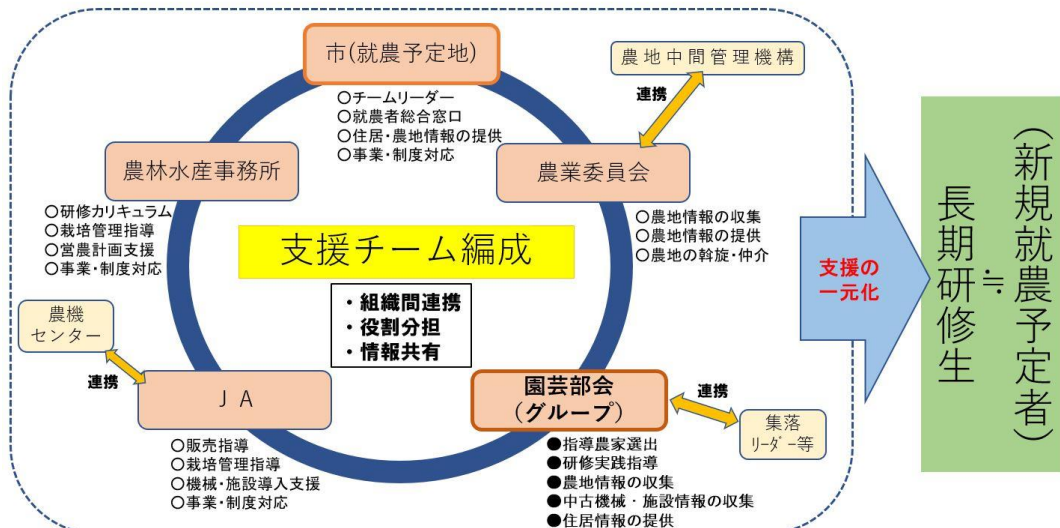 市(就農予定地)
○チームリーダー
○就農者総合窓口
○住居・農地情報の提供
○事業・制度対応
農地中間管理機構
連携
農業委員会
○農地情報の収集
○農地情報の提供
○農地の斡旋・仲介
農林水産事務所
○研修カリキュラム
○栽培管理指導
○営農計画支援
○事業・制度対応
支援チーム編成
・組織間連携
・役割分担
・情報共有
農機
センター
連携
ＪＡ
○販売指導
○栽培管理指導
○機械・施設導入支援
○事業・制度対応
園芸部会
(グループ)
●指導農家選出
●研修実践指導
●農地情報の収集
●中古機械・施設情報の収集
●住居情報の提供
連携
集落
ﾘｰﾀﾞｰ等
支援の
一元化
(新規就農予定者)
≒
長期研修生